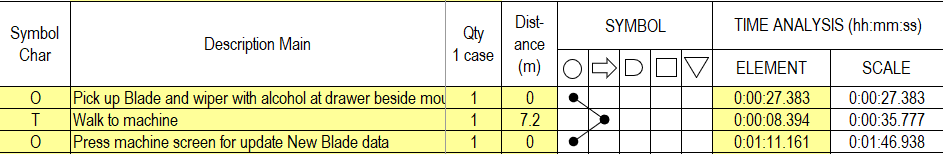 Symbol Char Description Main Qty 1 case Dist-ance (m) SYMBOL TIME ANALYSIS (hh:mm:ss)
ELEMENT SCALE
O Pick up Blade and wiper with alcohol at drawer beside mou 1 0 0:00:27.383 0:00:27.383
T Walk to machine 1 7.2 0:00:08.394 0:00:35.777
O Press machine screen for update New Blade data 1 0 0:01:11.161 0:01:46.938